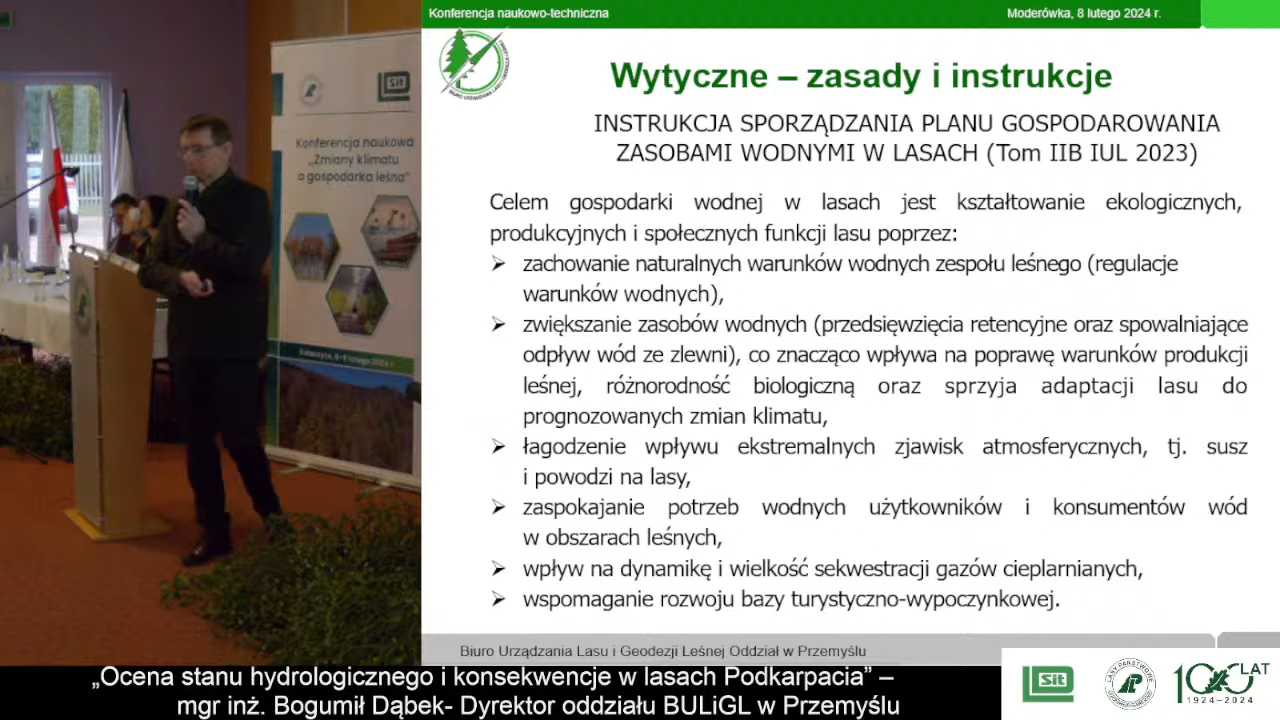 Konferencja naukowo-techniczna
Moderówka, 8 lutego 2024 r.
Wytyczne – zasady i instrukcje
INSTRUKCJA SPORZĄDZANIA PLANU GOSPODAROWANIA
ZASOBAMI WODNYMI W LASACH (Tom IIB IUL 2023)
Celem gospodarki wodnej w lasach jest kształtowanie ekologicznych,
produkcyjnych i społecznych funkcji lasu poprzez:
➢ zachowanie naturalnych warunków wodnych zespołu leśnego (regulacje
warunków wodnych),
➢ zwiększanie zasobów wodnych (przedsięwzięcia retencyjne oraz spowalniające
odpływ wód ze zlewni), co znacząco wpływa na poprawę warunków produkcji
leśnej, różnorodność biologiczną oraz sprzyja adaptacji lasu do
prognozowanych zmian klimatu,
➢ łagodzenie wpływu ekstremalnych zjawisk atmosferycznych, tj. susz
i powodzi na lasy,
➢ zaspokajanie potrzeb wodnych użytkowników i konsumentów wód
w obszarach leśnych,
➢ wpływ na dynamikę i wielkość sekwestracji gazów cieplarnianych,
➢ wspomaganie rozwoju bazy turystyczno-wypoczynkowej.
Biuro Urządzania Lasu i Geodezji Leśnej Oddział w Przemyślu
Sit
Konferencja naukowa
„Zmiany klimatu
a gospodarka leśna"
„Ocena stanu hydrologicznego i konsekwencje w lasach Podkarpacia” –
mgr inż. Bogumił Dąbek- Dyrektor oddziału BULiGL w Przemyślu
Sit
LASY PAŃSTWOWE
100 LAT
1924–2024